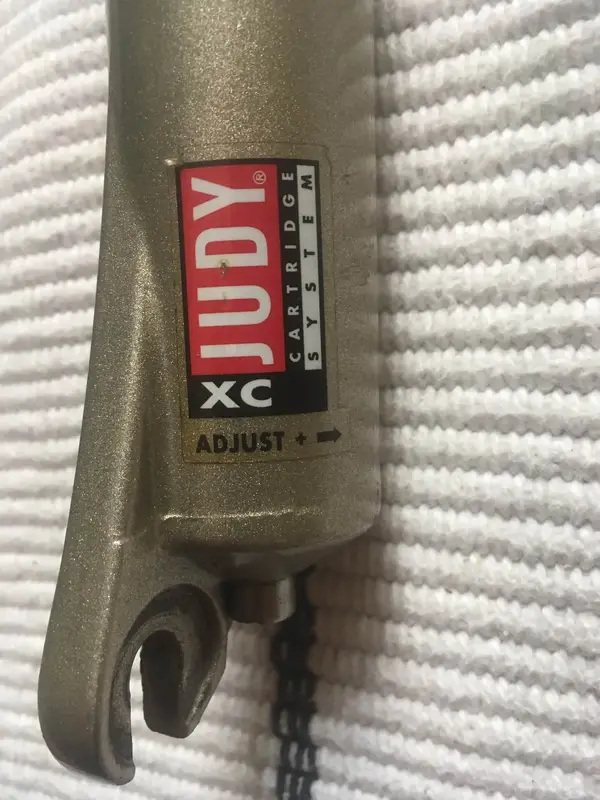 JUDY®
CARTRIDGE
SYSTEM
XC
ADJUST + ➡